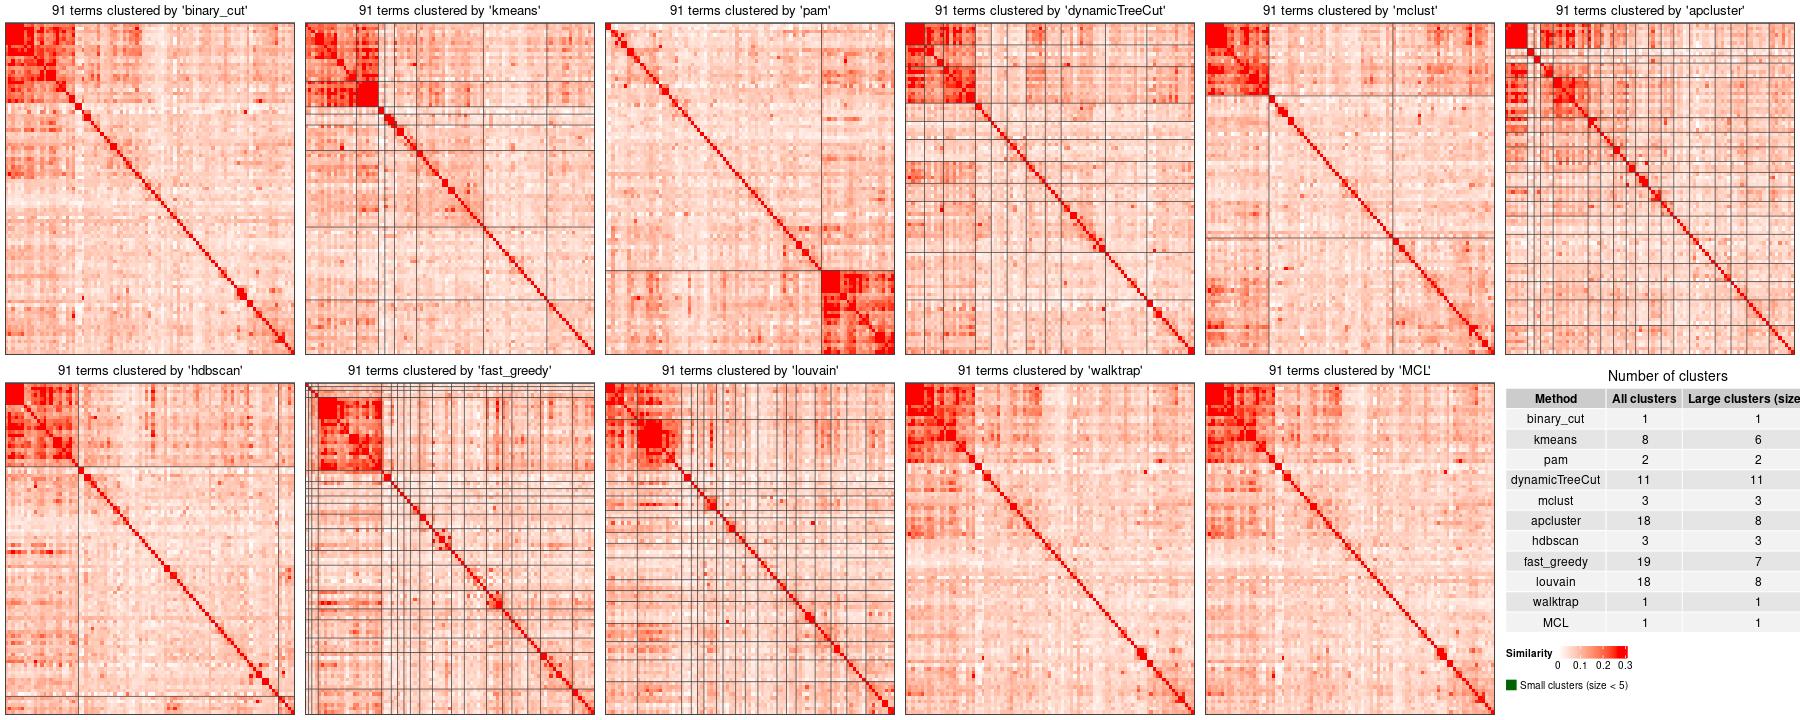 91 terms clustered by 'binary_cut'
91 terms clustered by 'kmeans'
91 terms clustered by 'pam'
91 terms clustered by 'dynamicTreeCut'
91 terms clustered by 'mclust'
91 terms clustered by 'apcluster'
91 terms clustered by 'hdbscan'
91 terms clustered by 'fast_greedy'
91 terms clustered by 'louvain'
91 terms clustered by 'walktrap'
91 terms clustered by 'MCL'
Number of clusters
Method All clusters Large clusters (size
binary_cut 1 1
kmeans 8 6
pam 2 2
dynamicTreeCut 11 11
mclust 3 3
apcluster 18 8
hdbscan 3 3
fast_greedy 19 7
louvain 18 8
walktrap 1 1
MCL 1 1
Similarity
0 0.1 0.2 0.3
Small clusters (size < 5)